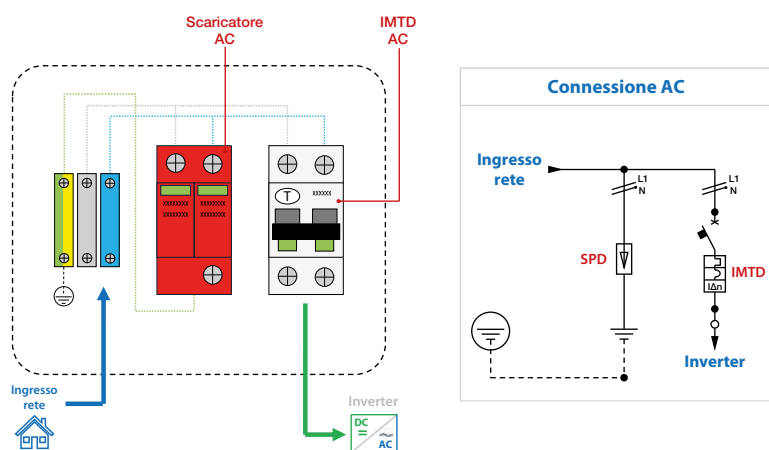 Scaricatore
AC
IMTD
AC
T
xxxxxx
XXXXXXXX
XXXXXXXX
XXXXXXXX
XXXXXXXX
Ingresso
rete
Inverter
DC
AC
Connessione AC
Ingresso
rete
L1
N
L1
N
SPD
IMTD
I∆n
Inverter